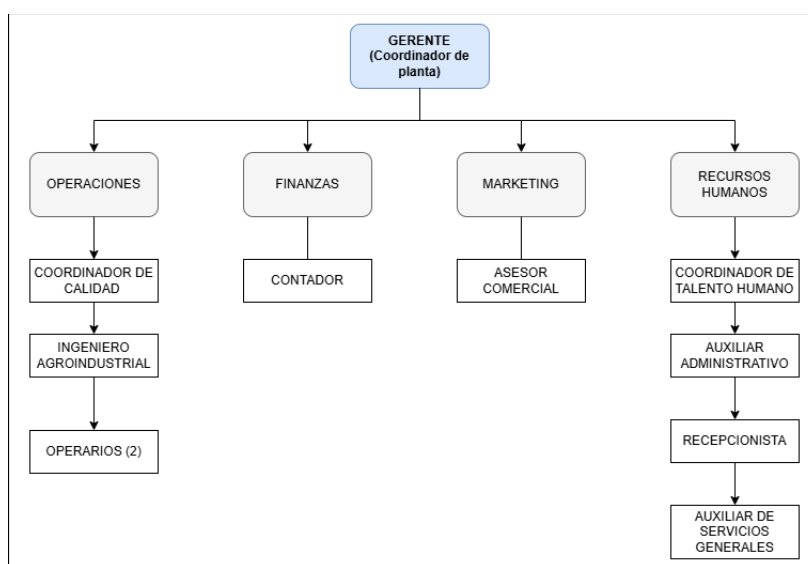 GERENTE
(Coordinador de
planta)
OPERACIONES
FINANZAS
MARKETING
RECURSOS
HUMANOS
COORDINADOR DE
CALIDAD
CONTADOR
ASESOR
COMERCIAL
COORDINADOR DE
TALENTO HUMANO
INGENIERO
AGROINDUSTRIAL
AUXILIAR
ADMINISTRATIVO
OPERARIOS (2)
RECEPCIONISTA
AUXILIAR DE
SERVICIOS
GENERALES